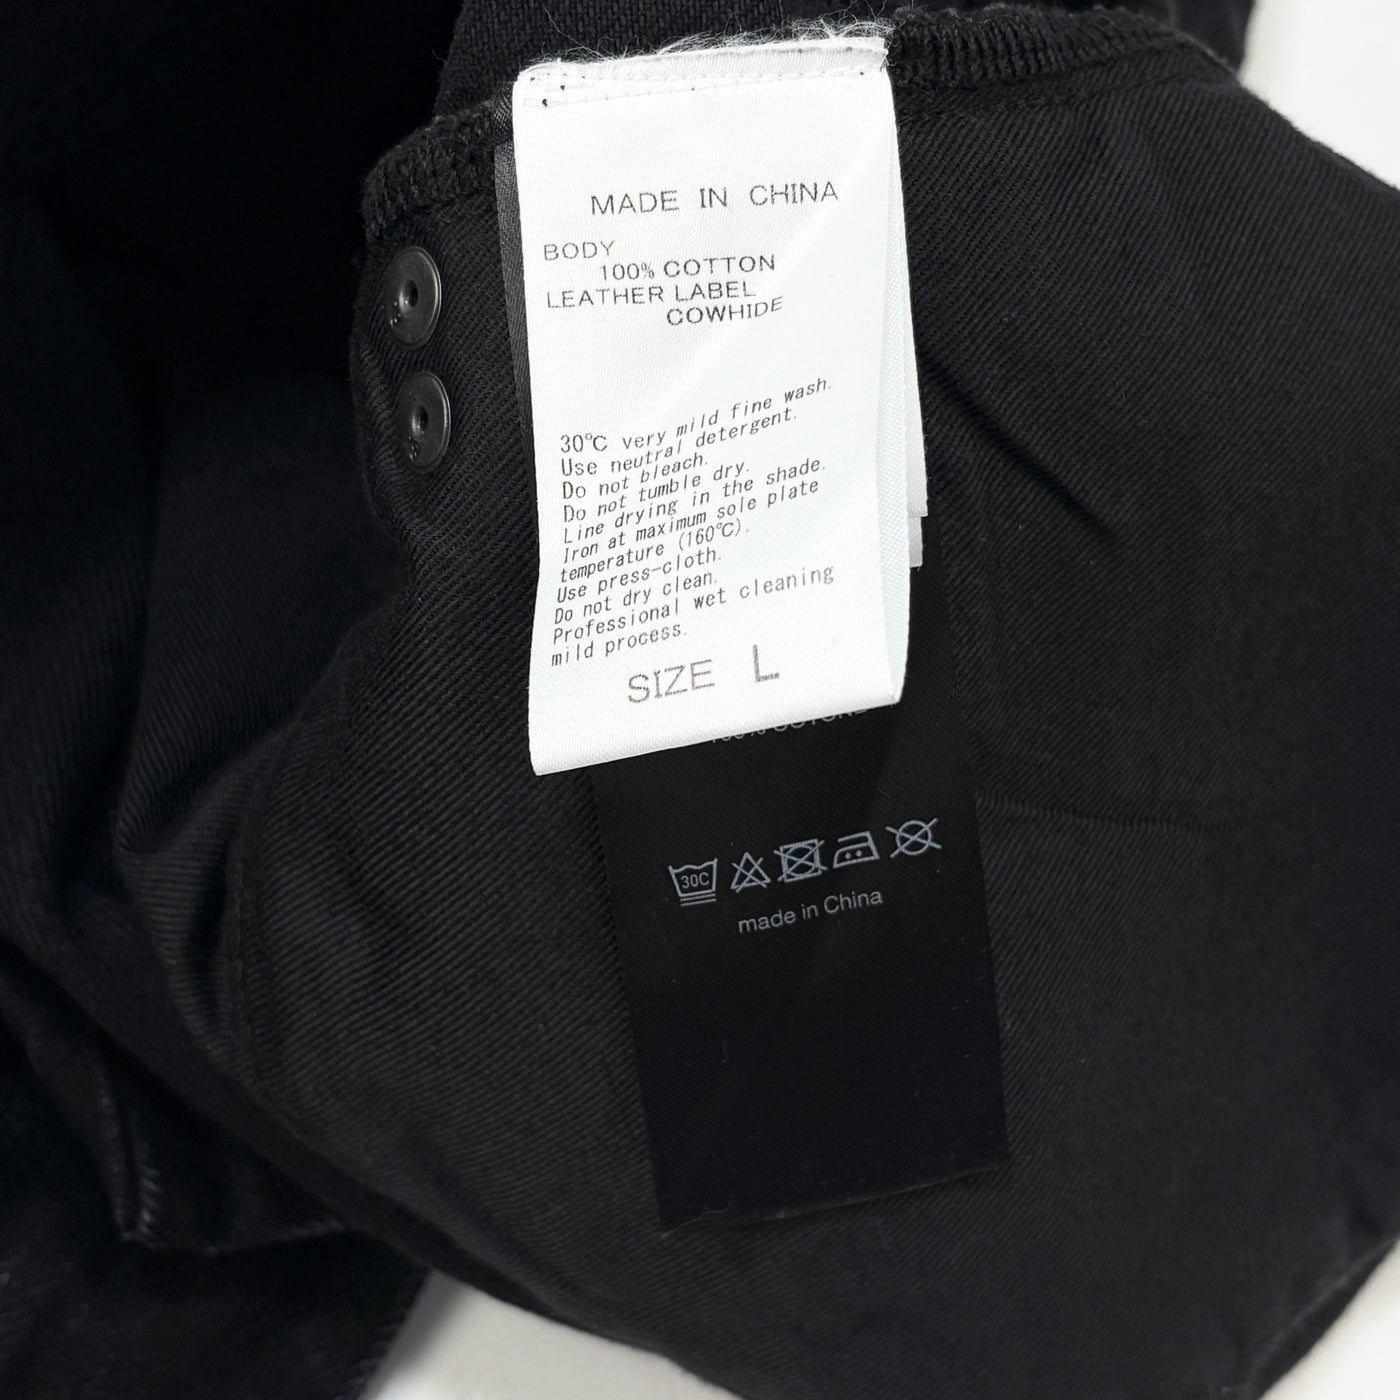 MADE IN CHINA
BODY
100% COTTON
LEATHER LABEL
COWHIDE
30℃ very mild fine wash.
Use neutral detergent.
Do not bleach.
Do not tumble dry.
Line drying in the shade.
Iron at maximum sole plate
temperature (160℃).
Use press-cloth.
Do not dry clean.
Professional wet cleaning
mild process.
SIZE L
30C
made in China